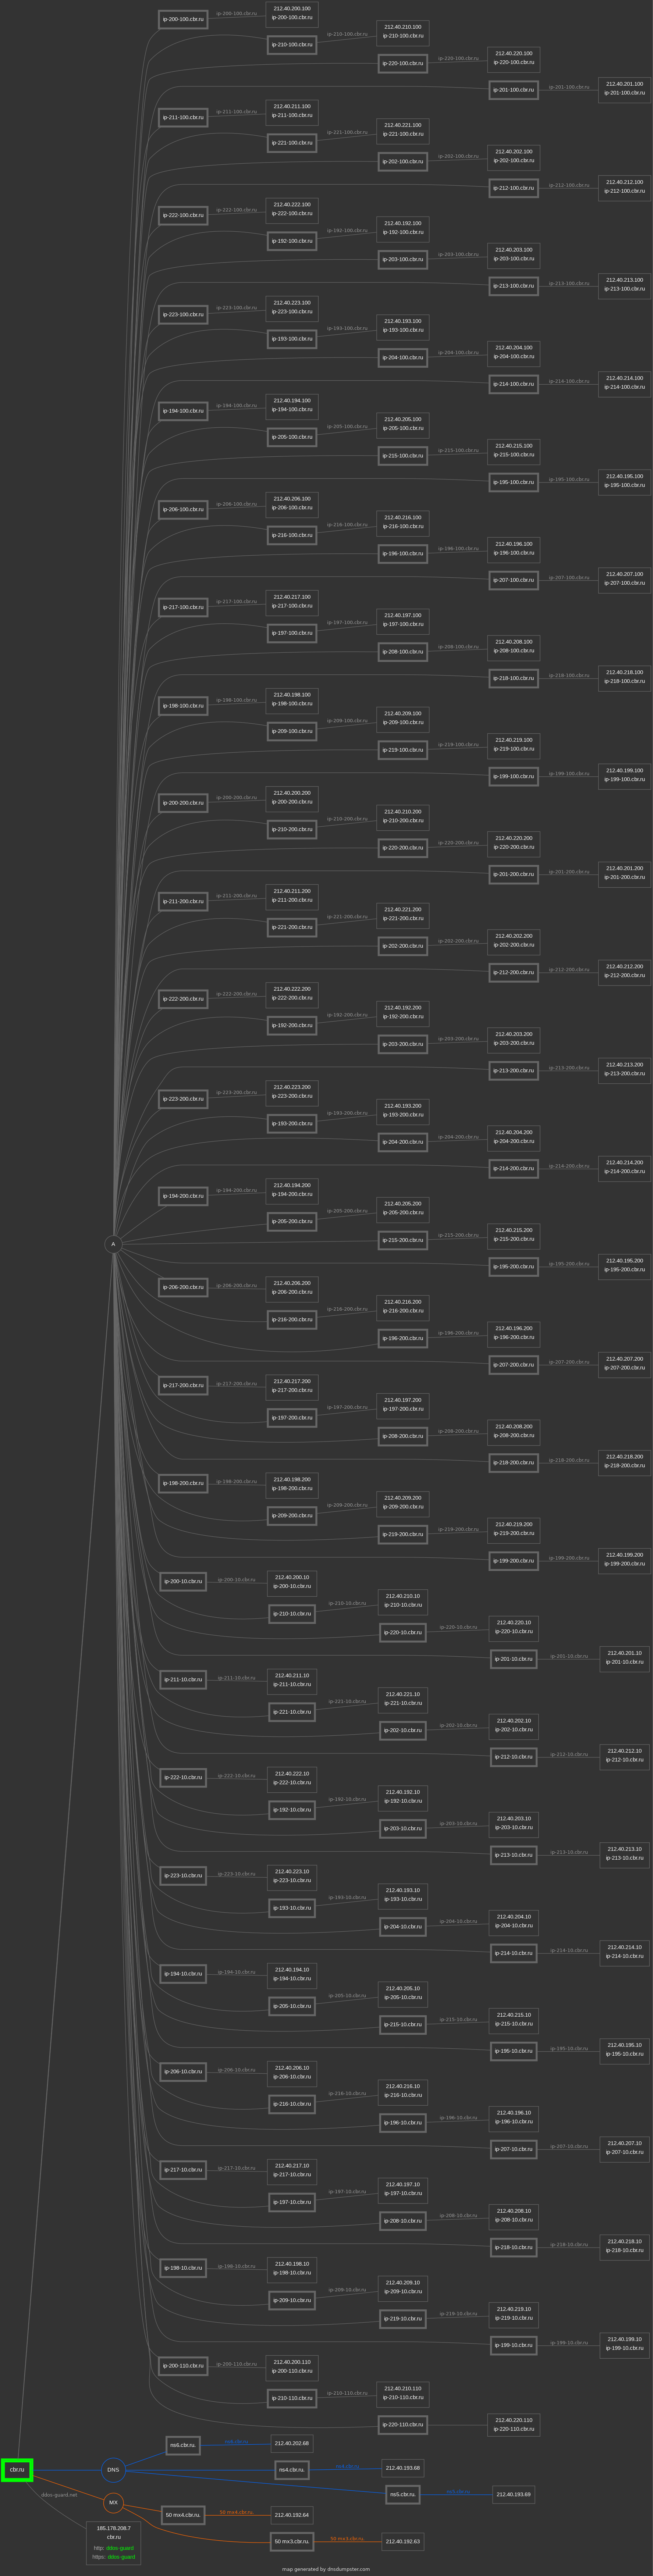 ip-200-100.cbr.ru
ip-200-100.cbr.ru
212.40.200.100
ip-200-100.cbr.ru
ip-210-100.cbr.ru
ip-210-100.cbr.ru
212.40.210.100
ip-210-100.cbr.ru
ip-220-100.cbr.ru
ip-220-100.cbr.ru
212.40.220.100
ip-220-100.cbr.ru
ip-201-100.cbr.ru
ip-201-100.cbr.ru
212.40.201.100
ip-201-100.cbr.ru
ip-211-100.cbr.ru
ip-211-100.cbr.ru
212.40.211.100
ip-211-100.cbr.ru
ip-221-100.cbr.ru
ip-221-100.cbr.ru
212.40.221.100
ip-221-100.cbr.ru
ip-202-100.cbr.ru
ip-202-100.cbr.ru
212.40.202.100
ip-202-100.cbr.ru
ip-212-100.cbr.ru
ip-212-100.cbr.ru
212.40.212.100
ip-212-100.cbr.ru
ip-222-100.cbr.ru
ip-222-100.cbr.ru
212.40.222.100
ip-222-100.cbr.ru
ip-192-100.cbr.ru
ip-192-100.cbr.ru
212.40.192.100
ip-192-100.cbr.ru
ip-203-100.cbr.ru
ip-203-100.cbr.ru
212.40.203.100
ip-203-100.cbr.ru
ip-213-100.cbr.ru
ip-213-100.cbr.ru
212.40.213.100
ip-213-100.cbr.ru
ip-223-100.cbr.ru
ip-223-100.cbr.ru
212.40.223.100
ip-223-100.cbr.ru
ip-193-100.cbr.ru
ip-193-100.cbr.ru
212.40.193.100
ip-193-100.cbr.ru
ip-204-100.cbr.ru
ip-204-100.cbr.ru
212.40.204.100
ip-204-100.cbr.ru
ip-214-100.cbr.ru
ip-214-100.cbr.ru
212.40.214.100
ip-214-100.cbr.ru
ip-194-100.cbr.ru
ip-194-100.cbr.ru
212.40.194.100
ip-194-100.cbr.ru
ip-205-100.cbr.ru
ip-205-100.cbr.ru
212.40.205.100
ip-205-100.cbr.ru
ip-215-100.cbr.ru
ip-215-100.cbr.ru
212.40.215.100
ip-215-100.cbr.ru
ip-195-100.cbr.ru
ip-195-100.cbr.ru
212.40.195.100
ip-195-100.cbr.ru
ip-206-100.cbr.ru
ip-206-100.cbr.ru
212.40.206.100
ip-206-100.cbr.ru
ip-216-100.cbr.ru
ip-216-100.cbr.ru
212.40.216.100
ip-216-100.cbr.ru
ip-196-100.cbr.ru
ip-196-100.cbr.ru
212.40.196.100
ip-196-100.cbr.ru
ip-207-100.cbr.ru
ip-207-100.cbr.ru
212.40.207.100
ip-207-100.cbr.ru
ip-217-100.cbr.ru
ip-217-100.cbr.ru
212.40.217.100
ip-217-100.cbr.ru
ip-197-100.cbr.ru
ip-197-100.cbr.ru
212.40.197.100
ip-197-100.cbr.ru
ip-208-100.cbr.ru
ip-208-100.cbr.ru
212.40.208.100
ip-208-100.cbr.ru
ip-218-100.cbr.ru
ip-218-100.cbr.ru
212.40.218.100
ip-218-100.cbr.ru
ip-198-100.cbr.ru
ip-198-100.cbr.ru
212.40.198.100
ip-198-100.cbr.ru
ip-209-100.cbr.ru
ip-209-100.cbr.ru
212.40.209.100
ip-209-100.cbr.ru
ip-219-100.cbr.ru
ip-219-100.cbr.ru
212.40.219.100
ip-219-100.cbr.ru
ip-199-100.cbr.ru
ip-199-100.cbr.ru
212.40.199.100
ip-199-100.cbr.ru
ip-200-200.cbr.ru
ip-200-200.cbr.ru
212.40.200.200
ip-200-200.cbr.ru
ip-210-200.cbr.ru
ip-210-200.cbr.ru
212.40.210.200
ip-210-200.cbr.ru
ip-220-200.cbr.ru
ip-220-200.cbr.ru
212.40.220.200
ip-220-200.cbr.ru
ip-201-200.cbr.ru
ip-201-200.cbr.ru
212.40.201.200
ip-201-200.cbr.ru
ip-211-200.cbr.ru
ip-211-200.cbr.ru
212.40.211.200
ip-211-200.cbr.ru
ip-221-200.cbr.ru
ip-221-200.cbr.ru
212.40.221.200
ip-221-200.cbr.ru
ip-202-200.cbr.ru
ip-202-200.cbr.ru
212.40.202.200
ip-202-200.cbr.ru
ip-212-200.cbr.ru
ip-212-200.cbr.ru
212.40.212.200
ip-212-200.cbr.ru
ip-222-200.cbr.ru
ip-222-200.cbr.ru
212.40.222.200
ip-222-200.cbr.ru
ip-192-200.cbr.ru
ip-192-200.cbr.ru
212.40.192.200
ip-192-200.cbr.ru
ip-203-200.cbr.ru
ip-203-200.cbr.ru
212.40.203.200
ip-203-200.cbr.ru
ip-213-200.cbr.ru
ip-213-200.cbr.ru
212.40.213.200
ip-213-200.cbr.ru
ip-223-200.cbr.ru
ip-223-200.cbr.ru
212.40.223.200
ip-223-200.cbr.ru
ip-193-200.cbr.ru
ip-193-200.cbr.ru
212.40.193.200
ip-193-200.cbr.ru
ip-204-200.cbr.ru
ip-204-200.cbr.ru
212.40.204.200
ip-204-200.cbr.ru
ip-214-200.cbr.ru
ip-214-200.cbr.ru
212.40.214.200
ip-214-200.cbr.ru
ip-194-200.cbr.ru
ip-194-200.cbr.ru
212.40.194.200
ip-194-200.cbr.ru
A
ip-205-200.cbr.ru
ip-205-200.cbr.ru
212.40.205.200
ip-205-200.cbr.ru
ip-215-200.cbr.ru
ip-215-200.cbr.ru
212.40.215.200
ip-215-200.cbr.ru
ip-195-200.cbr.ru
ip-195-200.cbr.ru
212.40.195.200
ip-195-200.cbr.ru
ip-206-200.cbr.ru
ip-206-200.cbr.ru
212.40.206.200
ip-206-200.cbr.ru
ip-216-200.cbr.ru
ip-216-200.cbr.ru
212.40.216.200
ip-216-200.cbr.ru
ip-196-200.cbr.ru
ip-196-200.cbr.ru
212.40.196.200
ip-196-200.cbr.ru
ip-207-200.cbr.ru
ip-207-200.cbr.ru
212.40.207.200
ip-207-200.cbr.ru
ip-217-200.cbr.ru
ip-217-200.cbr.ru
212.40.217.200
ip-217-200.cbr.ru
ip-197-200.cbr.ru
ip-197-200.cbr.ru
212.40.197.200
ip-197-200.cbr.ru
ip-208-200.cbr.ru
ip-208-200.cbr.ru
212.40.208.200
ip-208-200.cbr.ru
ip-218-200.cbr.ru
ip-218-200.cbr.ru
212.40.218.200
ip-218-200.cbr.ru
ip-198-200.cbr.ru
ip-198-200.cbr.ru
212.40.198.200
ip-198-200.cbr.ru
ip-209-200.cbr.ru
ip-209-200.cbr.ru
212.40.209.200
ip-209-200.cbr.ru
ip-219-200.cbr.ru
ip-219-200.cbr.ru
212.40.219.200
ip-219-200.cbr.ru
ip-199-200.cbr.ru
ip-199-200.cbr.ru
212.40.199.200
ip-199-200.cbr.ru
ip-200-10.cbr.ru
ip-200-10.cbr.ru
212.40.200.10
ip-200-10.cbr.ru
ip-210-10.cbr.ru
ip-210-10.cbr.ru
212.40.210.10
ip-210-10.cbr.ru
ip-220-10.cbr.ru
ip-220-10.cbr.ru
212.40.220.10
ip-220-10.cbr.ru
ip-201-10.cbr.ru
ip-201-10.cbr.ru
212.40.201.10
ip-201-10.cbr.ru
ip-211-10.cbr.ru
ip-211-10.cbr.ru
212.40.211.10
ip-211-10.cbr.ru
ip-221-10.cbr.ru
ip-221-10.cbr.ru
212.40.221.10
ip-221-10.cbr.ru
ip-202-10.cbr.ru
ip-202-10.cbr.ru
212.40.202.10
ip-202-10.cbr.ru
ip-212-10.cbr.ru
ip-212-10.cbr.ru
212.40.212.10
ip-212-10.cbr.ru
ip-222-10.cbr.ru
ip-222-10.cbr.ru
212.40.222.10
ip-222-10.cbr.ru
ip-192-10.cbr.ru
ip-192-10.cbr.ru
212.40.192.10
ip-192-10.cbr.ru
ip-203-10.cbr.ru
ip-203-10.cbr.ru
212.40.203.10
ip-203-10.cbr.ru
ip-213-10.cbr.ru
ip-213-10.cbr.ru
212.40.213.10
ip-213-10.cbr.ru
ip-223-10.cbr.ru
ip-223-10.cbr.ru
212.40.223.10
ip-223-10.cbr.ru
ip-193-10.cbr.ru
ip-193-10.cbr.ru
212.40.193.10
ip-193-10.cbr.ru
ip-204-10.cbr.ru
ip-204-10.cbr.ru
212.40.204.10
ip-204-10.cbr.ru
ip-214-10.cbr.ru
ip-214-10.cbr.ru
212.40.214.10
ip-214-10.cbr.ru
ip-194-10.cbr.ru
ip-194-10.cbr.ru
212.40.194.10
ip-194-10.cbr.ru
ip-205-10.cbr.ru
ip-205-10.cbr.ru
212.40.205.10
ip-205-10.cbr.ru
ip-215-10.cbr.ru
ip-215-10.cbr.ru
212.40.215.10
ip-215-10.cbr.ru
ip-195-10.cbr.ru
ip-195-10.cbr.ru
212.40.195.10
ip-195-10.cbr.ru
ip-206-10.cbr.ru
ip-206-10.cbr.ru
212.40.206.10
ip-206-10.cbr.ru
ip-216-10.cbr.ru
ip-216-10.cbr.ru
212.40.216.10
ip-216-10.cbr.ru
ip-196-10.cbr.ru
ip-196-10.cbr.ru
212.40.196.10
ip-196-10.cbr.ru
ip-207-10.cbr.ru
ip-207-10.cbr.ru
212.40.207.10
ip-207-10.cbr.ru
ip-217-10.cbr.ru
ip-217-10.cbr.ru
212.40.217.10
ip-217-10.cbr.ru
ip-197-10.cbr.ru
ip-197-10.cbr.ru
212.40.197.10
ip-197-10.cbr.ru
ip-208-10.cbr.ru
ip-208-10.cbr.ru
212.40.208.10
ip-208-10.cbr.ru
ip-218-10.cbr.ru
ip-218-10.cbr.ru
212.40.218.10
ip-218-10.cbr.ru
ip-198-10.cbr.ru
ip-198-10.cbr.ru
212.40.198.10
ip-198-10.cbr.ru
ip-209-10.cbr.ru
ip-209-10.cbr.ru
212.40.209.10
ip-209-10.cbr.ru
ip-219-10.cbr.ru
ip-219-10.cbr.ru
212.40.219.10
ip-219-10.cbr.ru
ip-199-10.cbr.ru
ip-199-10.cbr.ru
212.40.199.10
ip-199-10.cbr.ru
ip-200-110.cbr.ru
ip-200-110.cbr.ru
212.40.200.110
ip-200-110.cbr.ru
ip-210-110.cbr.ru
ip-210-110.cbr.ru
212.40.210.110
ip-210-110.cbr.ru
ip-220-110.cbr.ru
212.40.220.110
ip-220-110.cbr.ru
cbr.ru
DNS
ns6.cbr.ru.
ns6.cbr.ru
212.40.202.68
ns4.cbr.ru.
ns4.cbr.ru
212.40.193.68
ns5.cbr.ru.
ns5.cbr.ru
212.40.193.69
MX
50 mx4.cbr.ru.
50 mx4.cbr.ru
212.40.192.64
50 mx3.cbr.ru.
50 mx3.cbr.ru
212.40.192.63
ddos-guard.net
185.178.208.7
cbr.ru
http: ddos-guard
https: ddos-guard
map generated by dnsdumpster.com